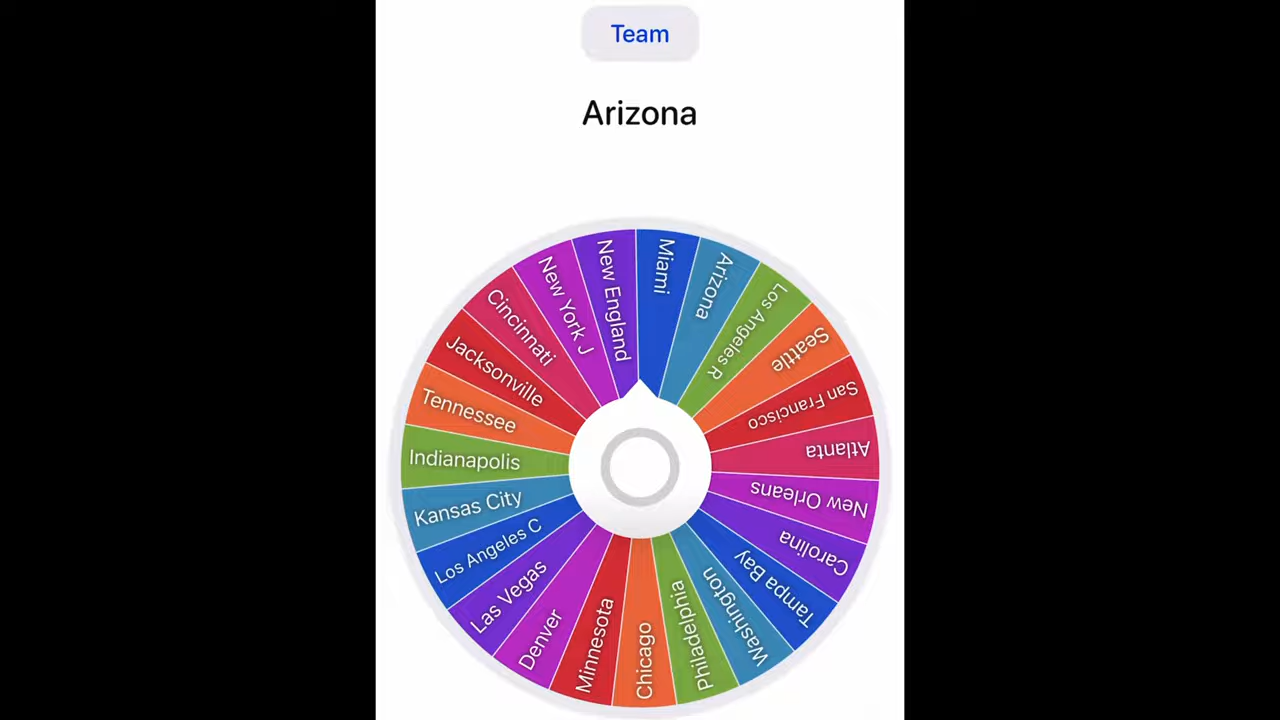 Team
Arizona
Miami
Arizona
Los Angeles R
Seattle
San Francisco
Atlanta
New Orleans
Carolina
Tampa Bay
Washington
Philadelphia
Chicago
Minnesota
Denver
Las Vegas
Los Angeles C
Kansas City
Indianapolis
Tennessee
Jacksonville
Cincinnati
New York J
New England